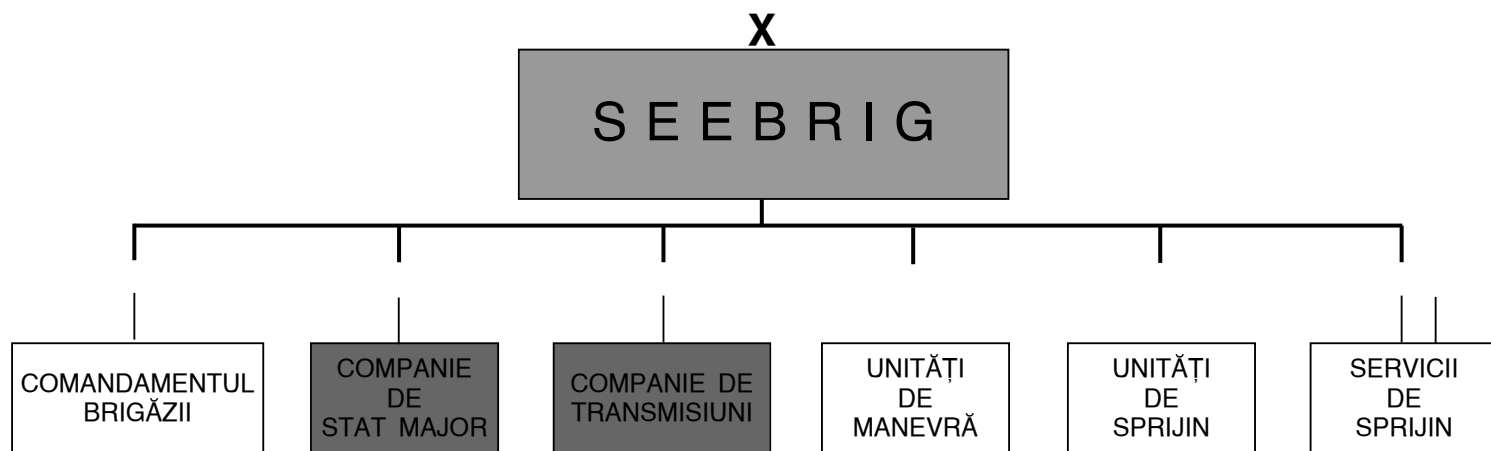 X
S E E B R I G
COMANDAMENTUL
BRIGĂZII
COMPANIE
DE
STAT MAJOR
COMPANIE DE
TRANSMISIUNI
UNITĂȚI
DE
MANEVRĂ
UNITĂȚI
DE
SPRIJIN
SERVICII
DE
SPRIJIN